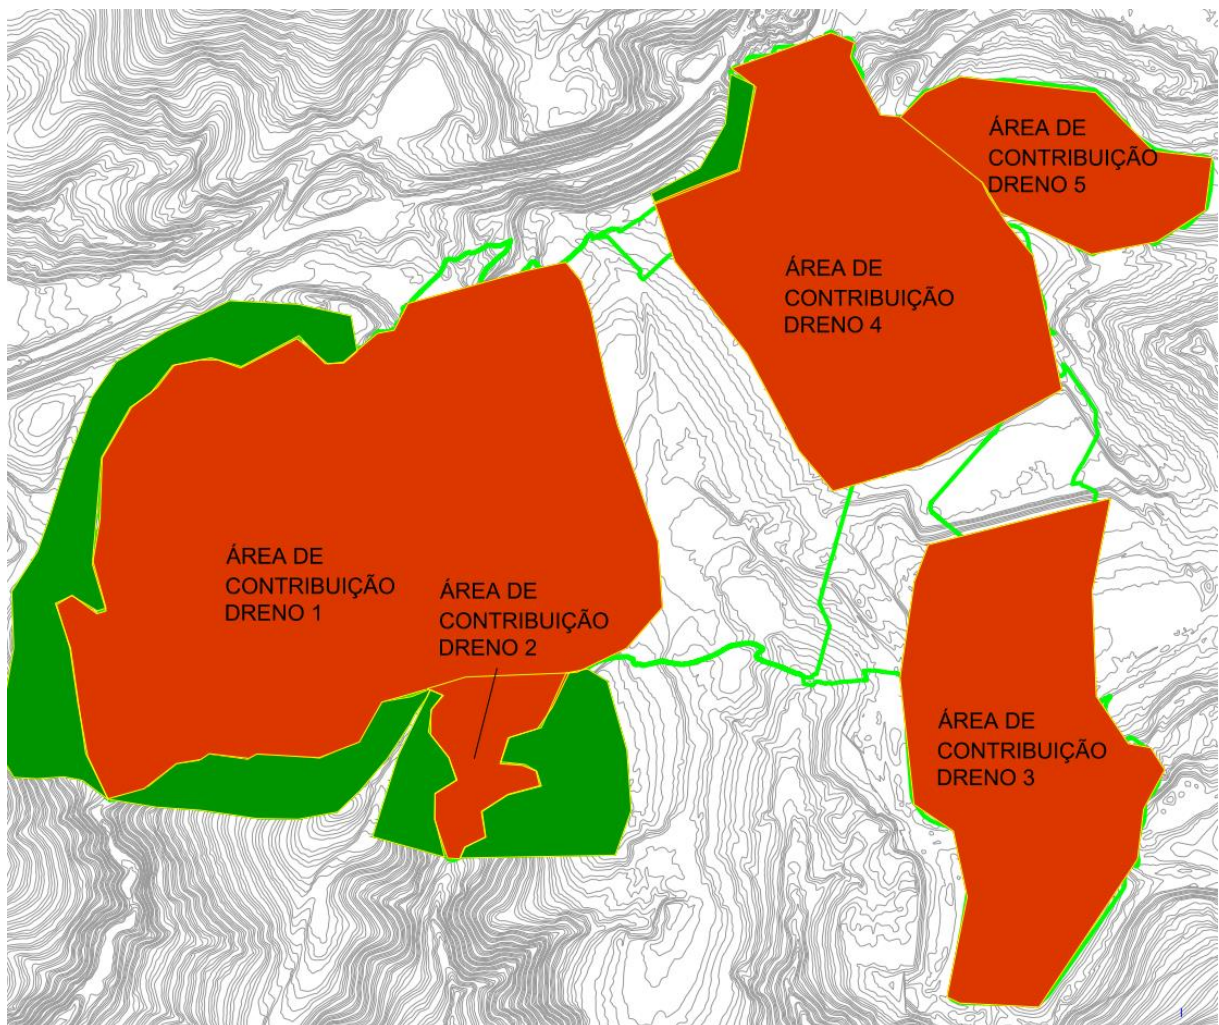 ÁREA DE
CONTRIBUIÇÃO
DRENO 5
ÁREA DE
CONTRIBUIÇÃO
DRENO 4
ÁREA DE
CONTRIBUIÇÃO
DRENO 1
ÁREA DE
CONTRIBUIÇÃO
DRENO 2
ÁREA DE
CONTRIBUIÇÃO
DRENO 3